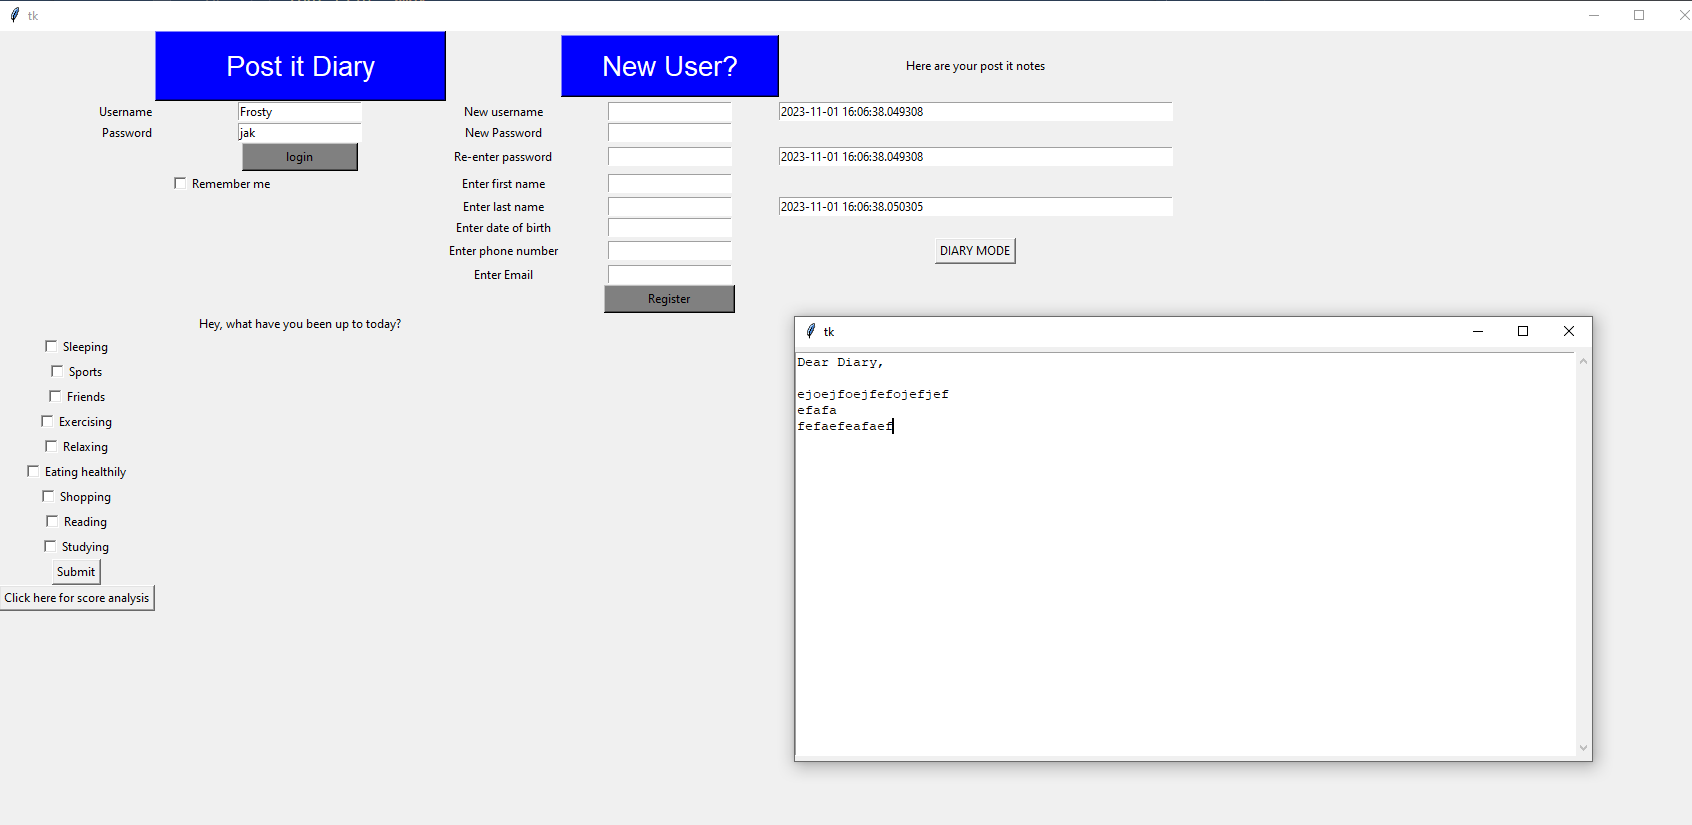 tk
Post it Diary
New User?
Here are your post it notes
Username
Frosty
New username
2023-11-01 16:06:38.049308
Password
jak
New Password
login
Re-enter password
2023-11-01 16:06:38.049308
Remember me
Enter first name
Enter last name
2023-11-01 16:06:38.050305
Enter date of birth
Enter phone number
DIARY MODE
Enter Email
Register
Hey, what have you been up to today?
Sleeping
Sports
Friends
Exercising
Relaxing
Eating healthily
Shopping
Reading
Studying
Submit
Click here for score analysis
tk
Dear Diary,
ejoejfoejfefojefjef
efafa
fefaefeafaef